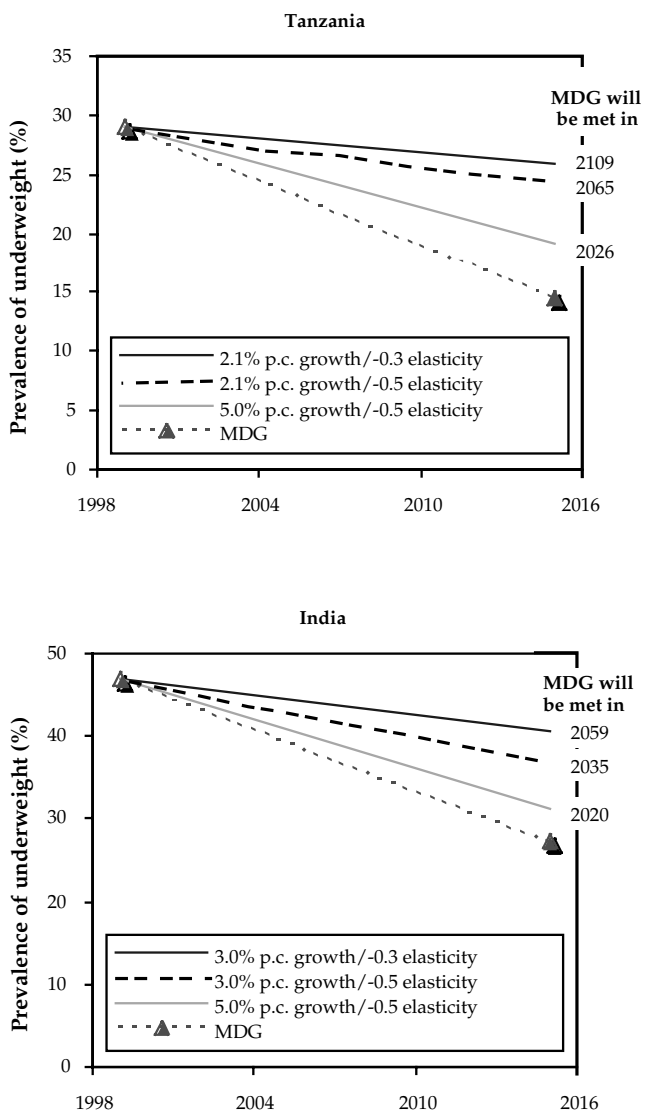 Tanzania
Prevalence of underweight (%)
35
30
25
20
15
10
5
0
MDG will
be met in
2109
2065
2026
2.1% p.c. growth/-0.3 elasticity
2.1% p.c. growth/-0.5 elasticity
5.0% p.c. growth/-0.5 elasticity
MDG
1998
2004
2010
2016
India
Prevalence of underweight (%)
50
40
30
20
10
0
MDG will
be met in
2059
2035
2020
3.0% p.c. growth/-0.3 elasticity
3.0% p.c. growth/-0.5 elasticity
5.0% p.c. growth/-0.5 elasticity
MDG
1998
2004
2010
2016